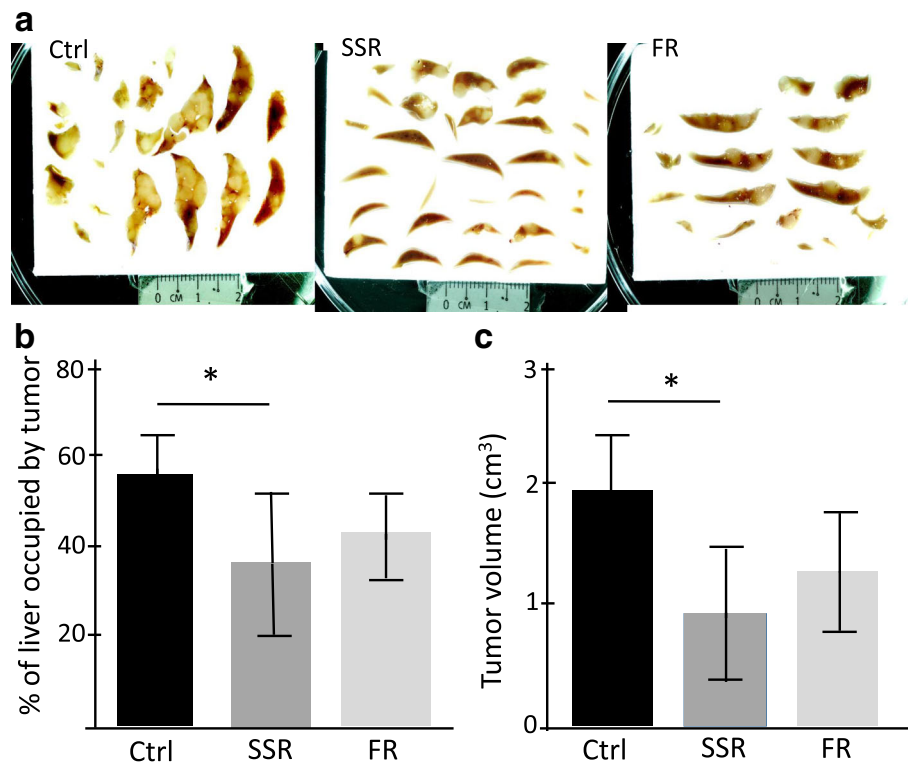 a
Ctrl
SSR
FR
0 CM 1 2
0 CM 1 2
0 CM 1 2
b
% of liver occupied by tumor
80
60
40
20
*
Ctrl
SSR
FR
c
Tumor volume (cm³)
3
2
1
0
*
Ctrl
SSR
FR